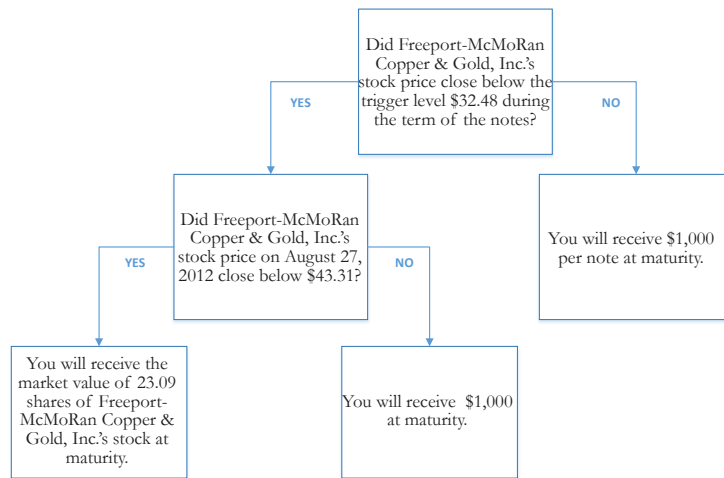 Did Freeport-McMoRan
Copper & Gold, Inc.'s
stock price close below the
trigger level $32.48 during
the term of the notes?
YES
NO
Did Freeport-McMoRan
Copper & Gold, Inc.'s
stock price on August 27,
2012 close below $43.31?
You will receive $1,000
per note at maturity.
YES
NO
You will receive the
market value of 23.09
shares of Freeport-
McMoRan Copper &
Gold, Inc.'s stock at
maturity.
You will receive $1,000
at maturity.